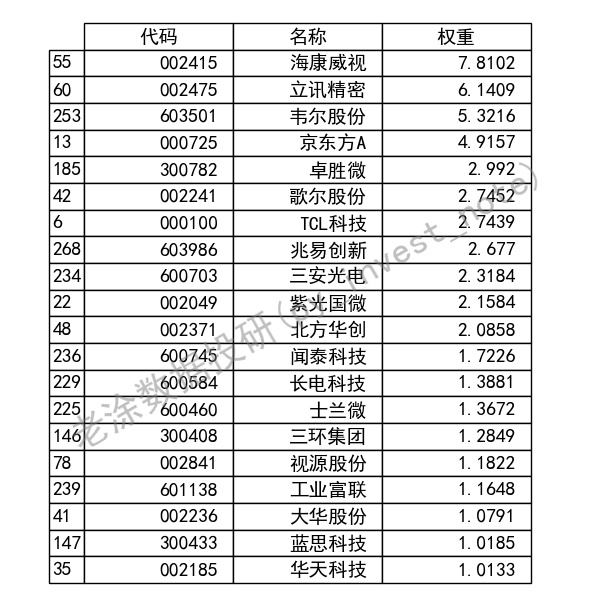 代码 名称 权重
55 002415 海康威视 7.8102
60 002475 立讯精密 6.1409
253 603501 韦尔股份 5.3216
13 000725 京东方A 4.9157
185 300782 卓胜微 2.992
42 002241 歌尔股份 2.7452
6 000100 TCL科技 2.7439
268 603986 兆易创新 2.677
234 600703 三安光电 2.3184
22 002049 紫光国微 2.1584
48 002371 北方华创 2.0858
236 600745 闻泰科技 1.7226
229 600584 长电科技 1.3881
225 600460 士兰微 1.3672
146 300408 三环集团 1.2849
78 002841 视源股份 1.1822
239 601138 工业富联 1.1648
41 002236 大华股份 1.0791
147 300433 蓝思科技 1.0185
35 002185 华天科技 1.0133
老涂数据投研(by invest_note)